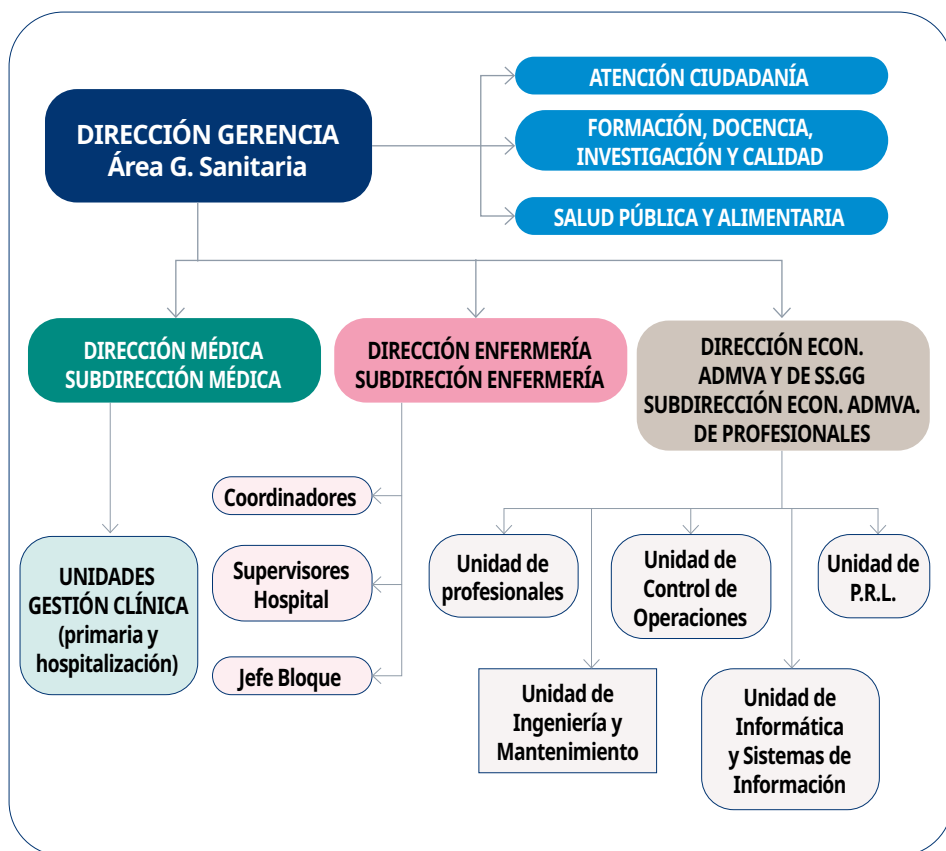 DIRECCIÓN GERENCIA
Área G. Sanitaria
ATENCIÓN CIUDADANÍA
FORMACIÓN, DOCENCIA,
INVESTIGACIÓN Y CALIDAD
SALUD PÚBLICA Y ALIMENTARIA
DIRECCIÓN MÉDICA
SUBDIRECCIÓN MÉDICA
DIRECCIÓN ENFERMERÍA
SUBDIRECIÓN ENFERMERÍA
DIRECCIÓN ECON.
ADMVA Y DE SS.GG
SUBDIRECCIÓN ECON. ADMVA.
DE PROFESIONALES
UNIDADES
GESTIÓN CLÍNICA
(primaria y
hospitalización)
Coordinadores
Supervisores
Hospital
Jefe Bloque
Unidad de
profesionales
Unidad de
Control de
Operaciones
Unidad de
P.R.L.
Unidad de
Ingeniería y
Mantenimiento
Unidad de
Informática
y Sistemas de
Información